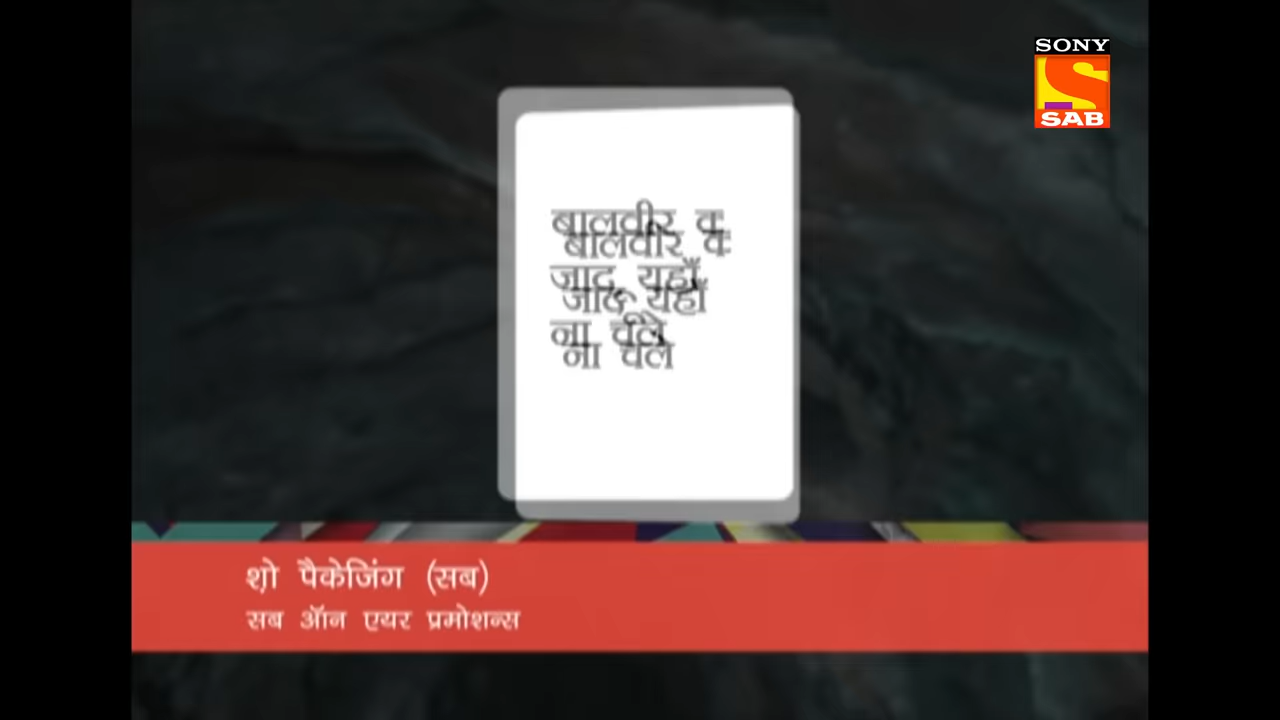 SONY
SAB
बालवीर
जादू यहाँ
ना चले
शो पैकेजिंग (सब)
सब ऑन एयर प्रमोशन्स